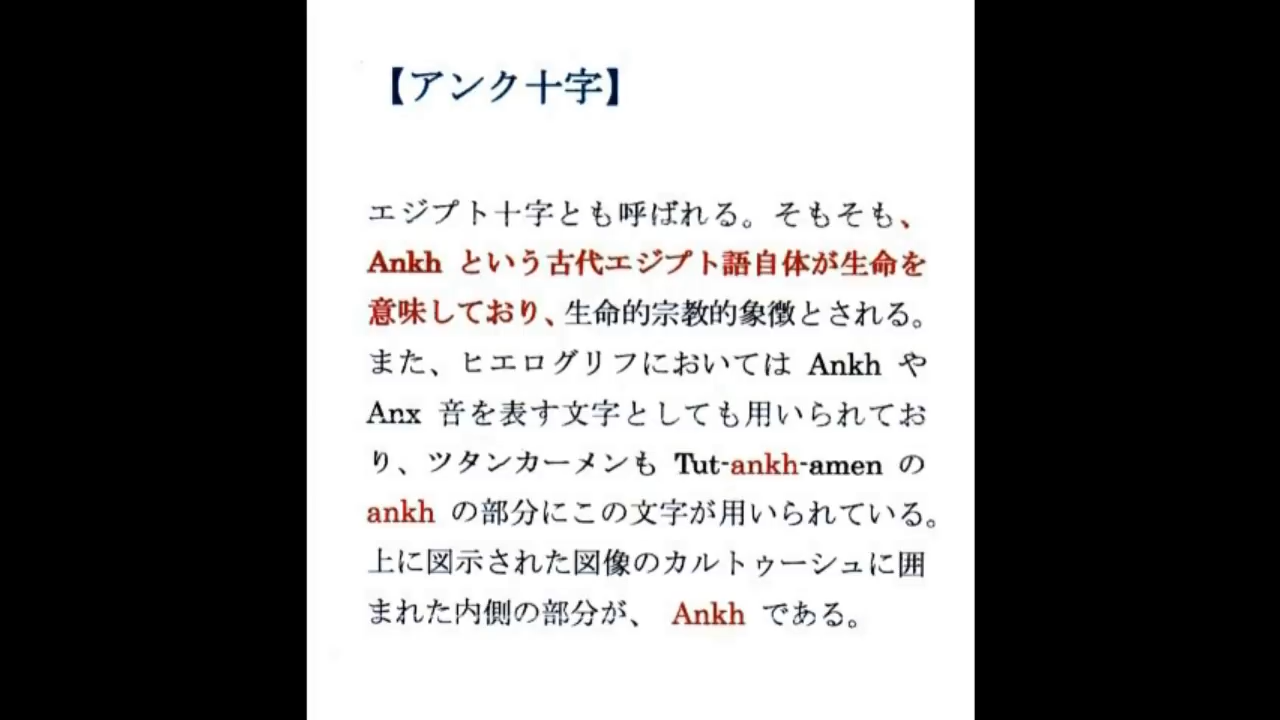 【アンク十字】
エジプト十字とも呼ばれる。そもそも、
Ankh という古代エジプト語自体が生命を
意味しており、生命的宗教的象徴とされる。
また、ヒエログリフにおいては Ankh や
Anx 音を表す文字としても用いられてお
り、ツタンカーメンも Tut-ankh-amen の
ankh の部分にこの文字が用いられている。
上に図示された図像のカルトゥーシュに囲
まれた内側の部分が、 Ankh である。